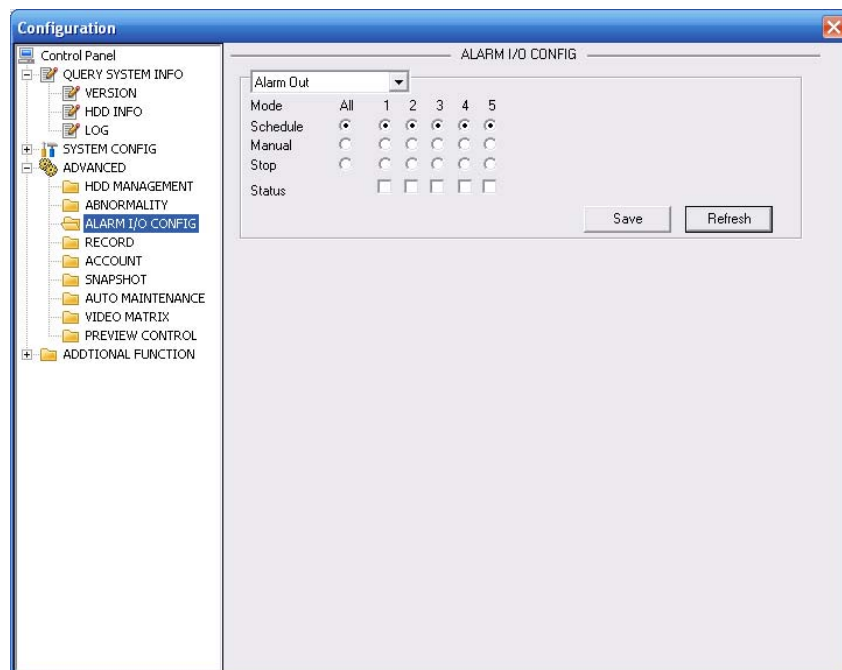 Configuration
Control Panel
QUERY SYSTEM INFO
VERSION
HDD INFO
LOG
SYSTEM CONFIG
ADVANCED
HDD MANAGEMENT
ABNORMALITY
ALARM I/O CONFIG
RECORD
ACCOUNT
SNAPSHOT
AUTO MAINTENANCE
VIDEO MATRIX
PREVIEW CONTROL
ADDTIONAL FUNCTION
ALARM I/O CONFIG
Alarm Out
Mode All 1 2 3 4 5
Schedule
Manual
Stop
Status
Save Refresh